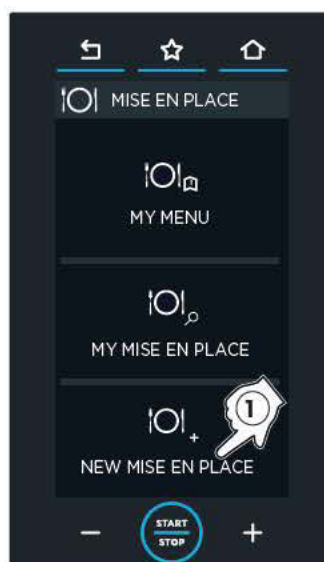 MISE EN PLACE
MY MENU
MY MISE EN PLACE
1
NEW MISE EN PLACE
− START STOP +